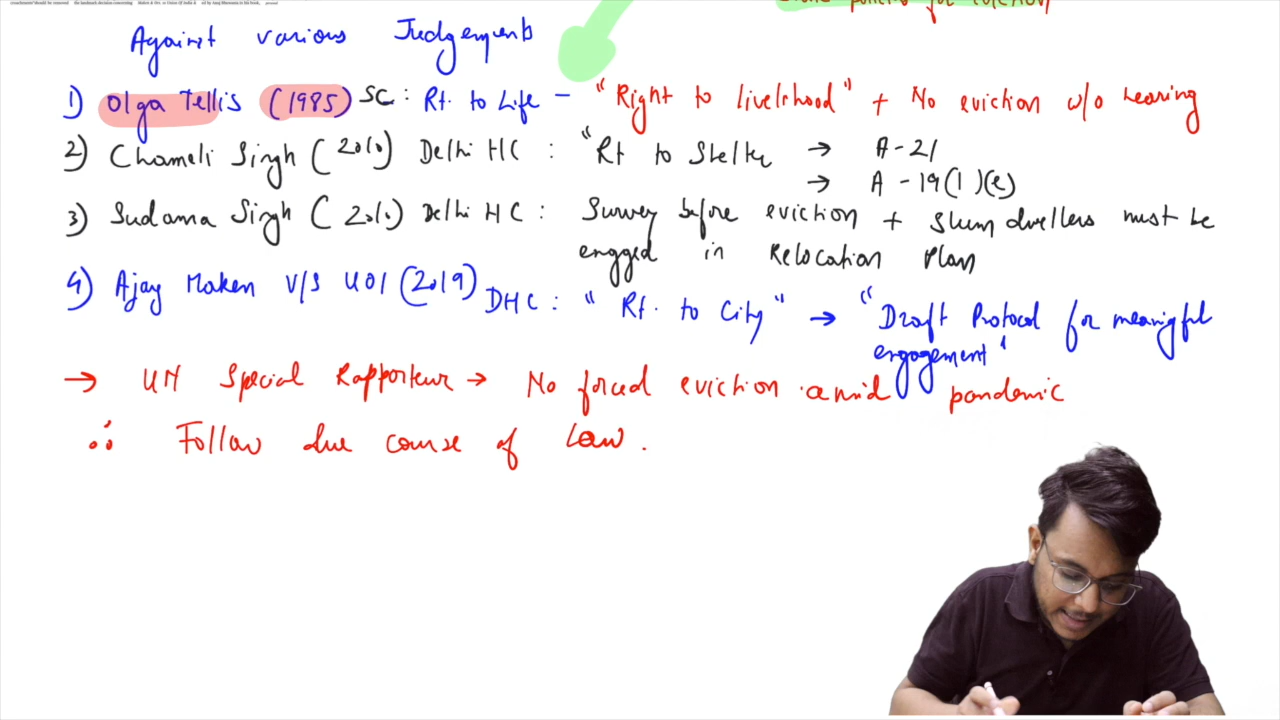 Against various Judgements
1) Olga Tellis (1985) SC : Rt. to Life - "Right to livelihood" + No eviction w/o hearing
2) Chameli Singh (2010) Delhi HC : "Rt to Shelter → A-21
→ A-19(1)(e)
3) Sudama Singh (2010) Delhi HC : Survey before eviction + Slum dwellers must be
engged in Relocation Plan
4) Ajay Maken V/S UOI (2019) DHC : " Rt. to City" → "Draft Protocol for meaningful
engagement"
→ UN Special Rapporteur → No forced eviction amid pandemic
∴ Follow due course of Law.